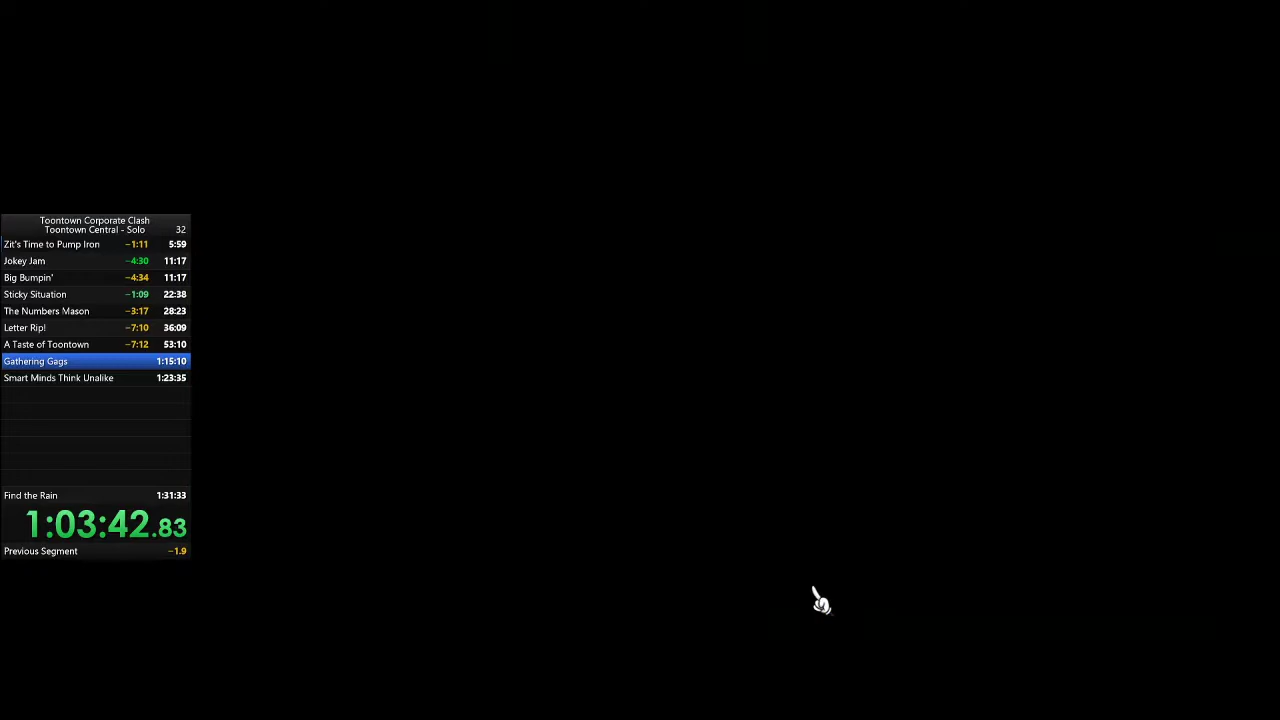 Toontown Corporate Clash
Toontown Central - Solo 32
Zit's Time to Pump Iron −1:11 5:59
Jokey Jam −4:30 11:17
Big Bumpin' −4:34 11:17
Sticky Situation −1:09 22:38
The Numbers Mason −3:17 28:23
Letter Rip! −7:10 36:09
A Taste of Toontown −7:12 53:10
Gathering Gags 1:15:10
Smart Minds Think Unalike 1:23:35
Find the Rain 1:31:33
1:03:42.83
Previous Segment −1.9